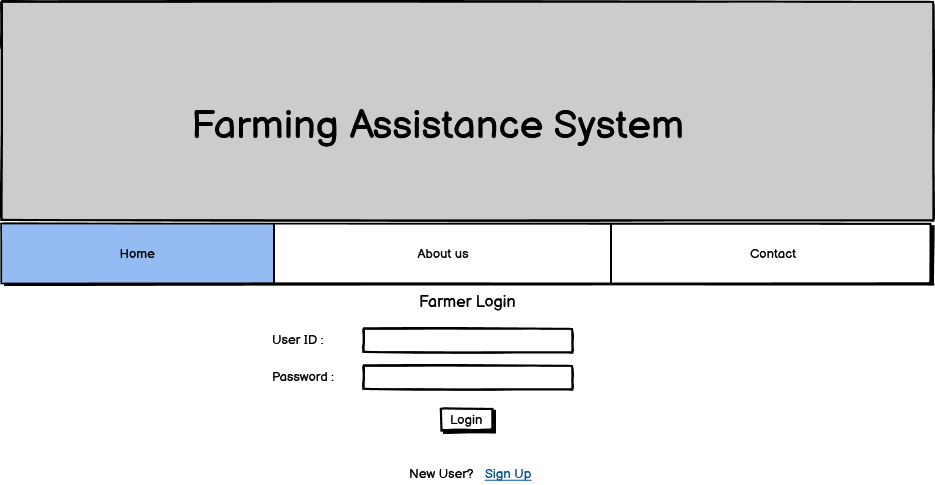 Farming Assistance System
Home About us Contact
Farmer Login
User ID :
Password :
Login
New User? Sign Up